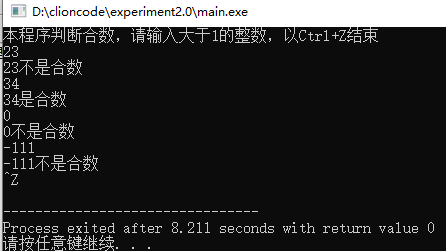 D:\clioncode\experiment2.0\main.exe
本程序判断合数，请输入大于1的整数，以Ctrl+Z结束
23
23不是合数
34
34是合数
0
0不是合数
-111
-111不是合数
^Z
--------------------------------
Process exited after 8.211 seconds with return value 0
请按任意键继续. . .